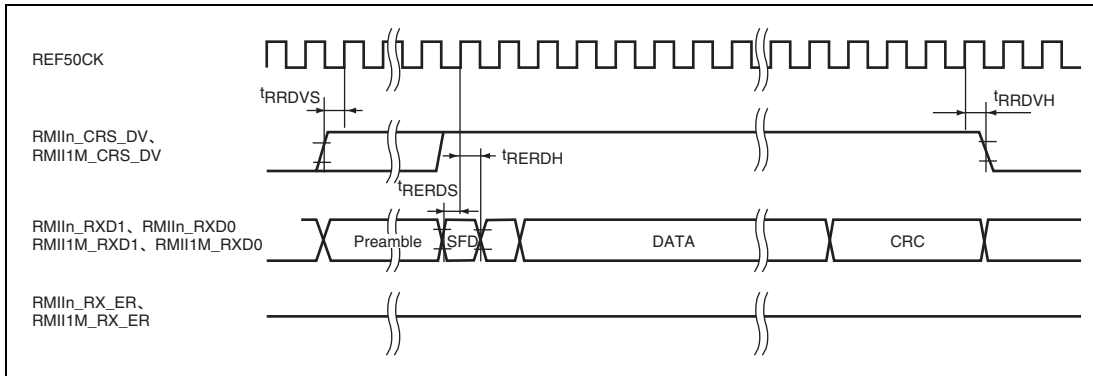 REF50CK
tRRDVS
tRRDVH
RMIIn_CRS_DV、
RMII1M_CRS_DV
tRERDH
tRERDS
RMIIn_RXD1、RMIIn_RXD0
RMII1M_RXD1、RMII1M_RXD0
Preamble
SFD
DATA
CRC
RMIIn_RX_ER、
RMII1M_RX_ER